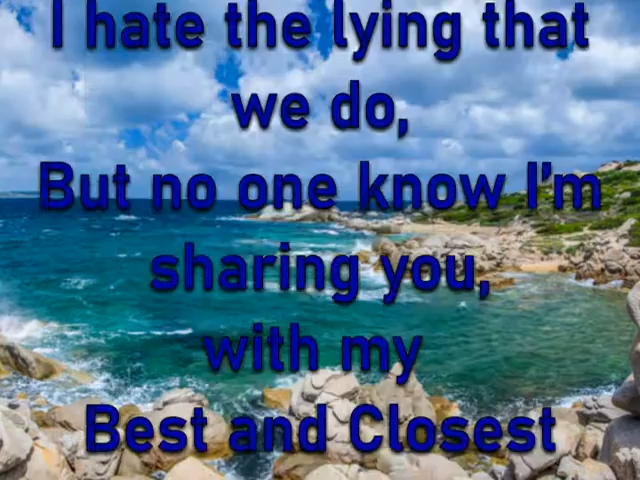 I hate the lying that
we do,
But no one know I'm
sharing you,
with my
Best and Closest